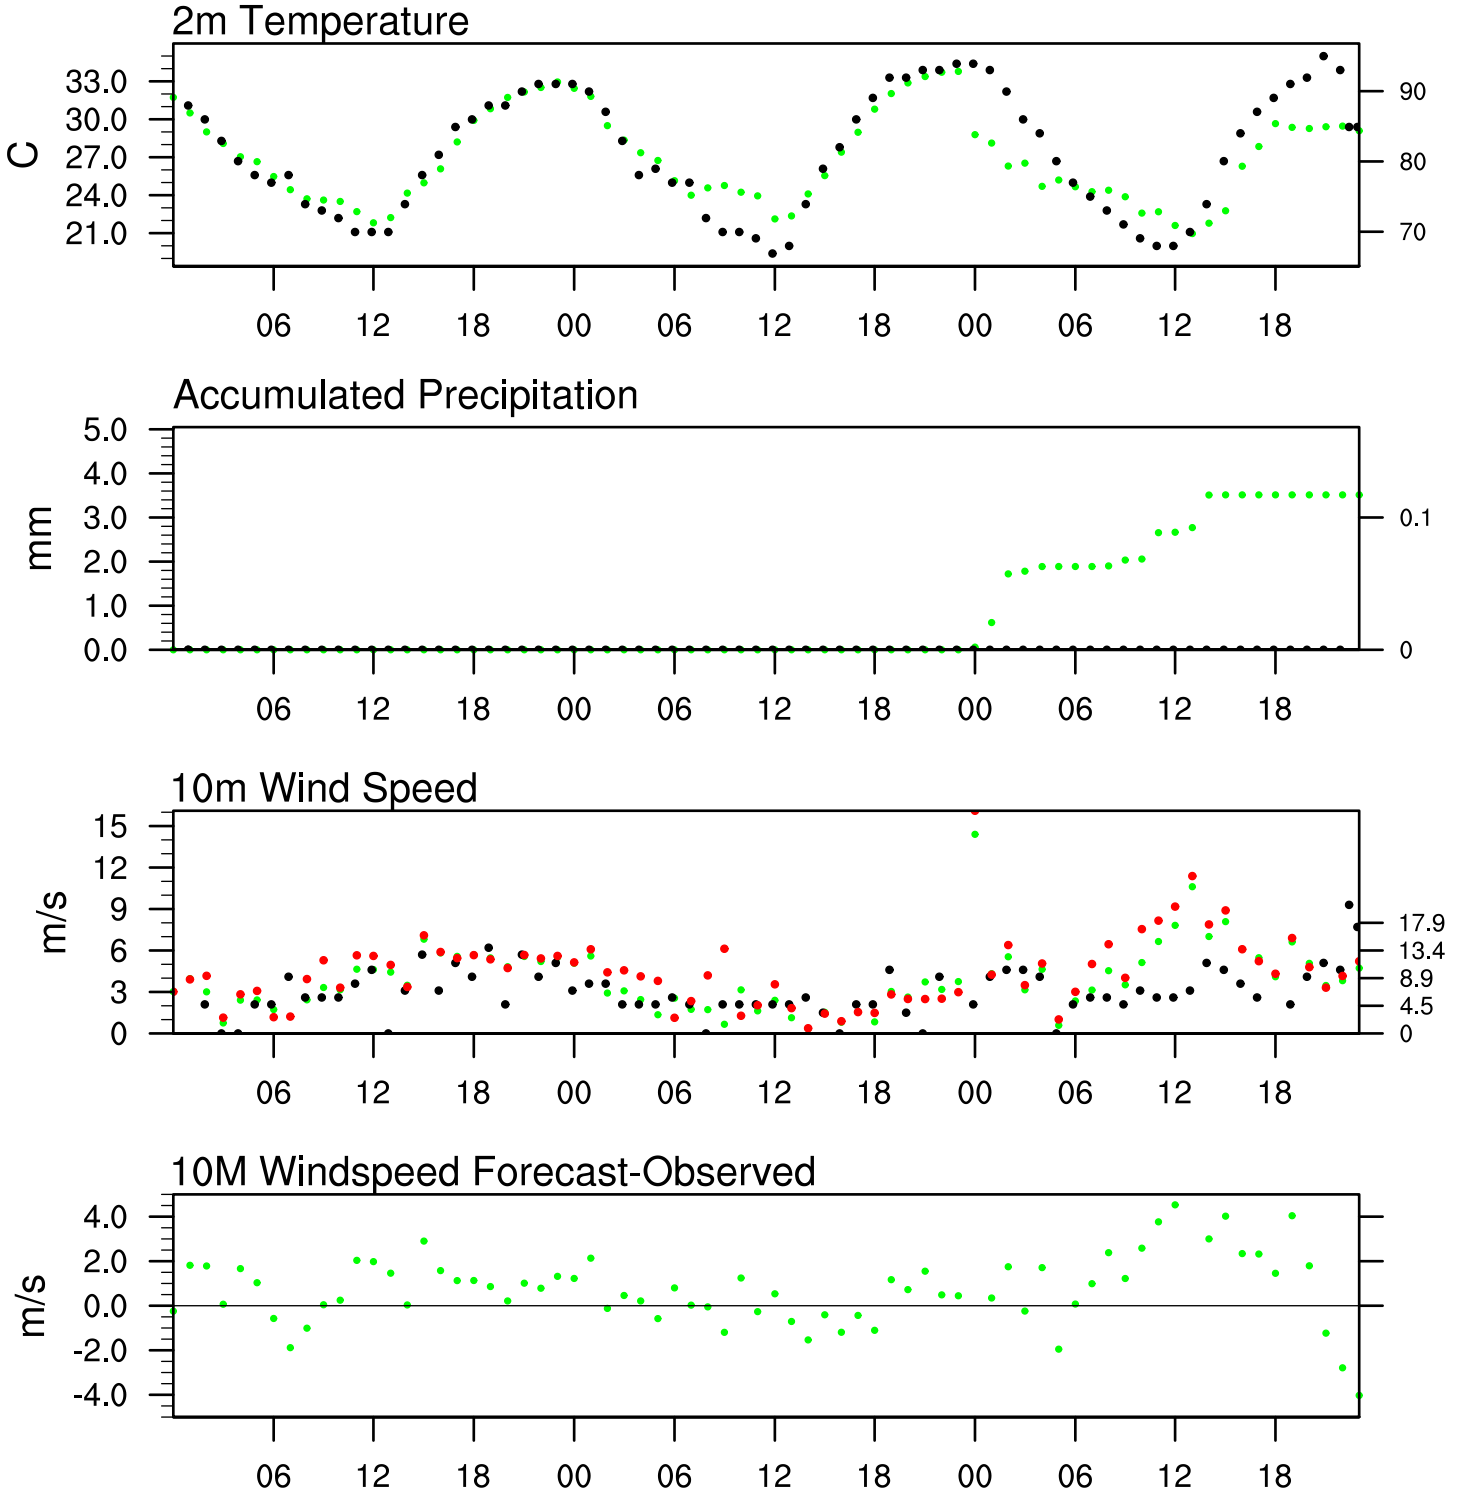 2m Temperature
33.0
30.0
27.0
24.0
21.0
C
90
80
70
06 12 18 00 06 12 18 00 06 12 18
Accumulated Precipitation
5.0
4.0
3.0
2.0
1.0
0.0
mm
0.1
0
06 12 18 00 06 12 18 00 06 12 18
10m Wind Speed
15
12
9
6
3
0
m/s
17.9
13.4
8.9
4.5
0
06 12 18 00 06 12 18 00 06 12 18
10M Windspeed Forecast-Observed
4.0
2.0
0.0
-2.0
-4.0
m/s
06 12 18 00 06 12 18 00 06 12 18